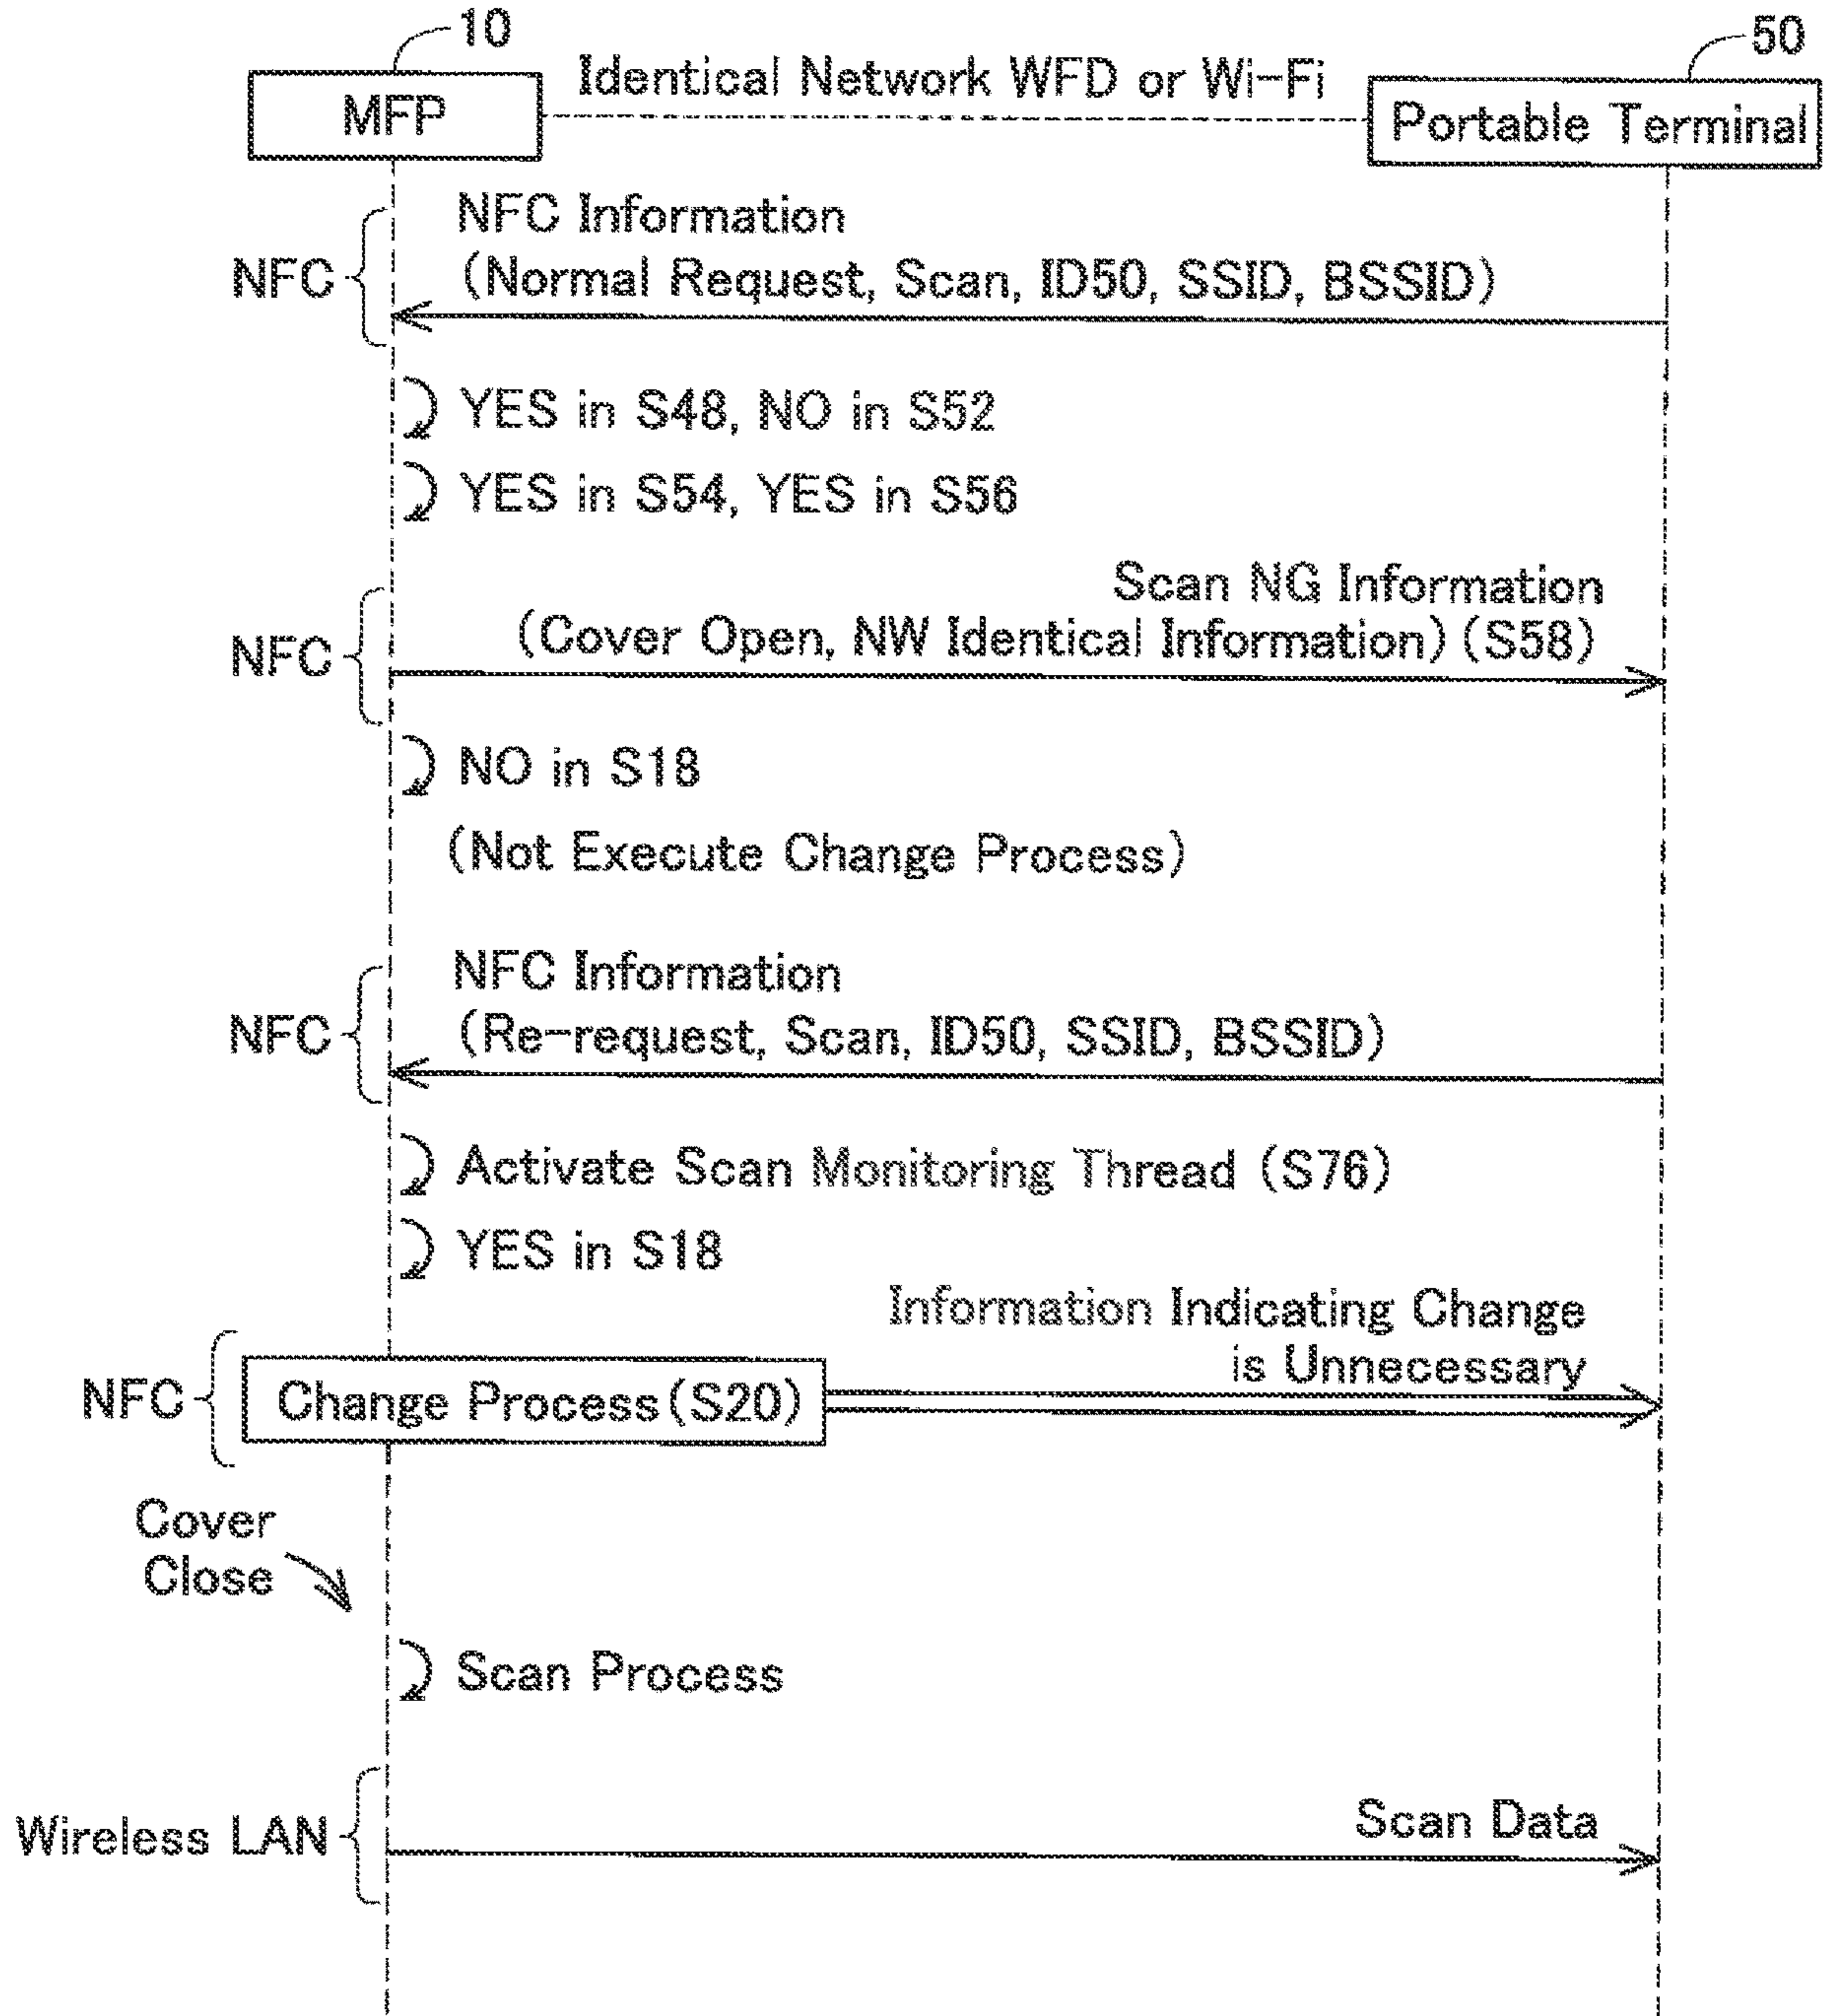 10
50
MFP
Identical Network WFD or Wi-Fi
Portable Terminal
NFC Information
NFC
(Normal Request, Scan, ID50, SSID, BSSID)
YES in S48, NO in S52
YES in S54, YES in S56
Scan NG Information
NFC
(Cover Open, NW Identical Information) (S58)
NO in S18
(Not Execute Change Process)
NFC Information
NFC
(Re-request, Scan, ID50, SSID, BSSID)
Activate Scan Monitoring Thread (S76)
YES in S18
Information Indicating Change
is Unnecessary
NFC
Change Process(S20)
Cover
Close
Scan Process
Wireless LAN
Scan Data